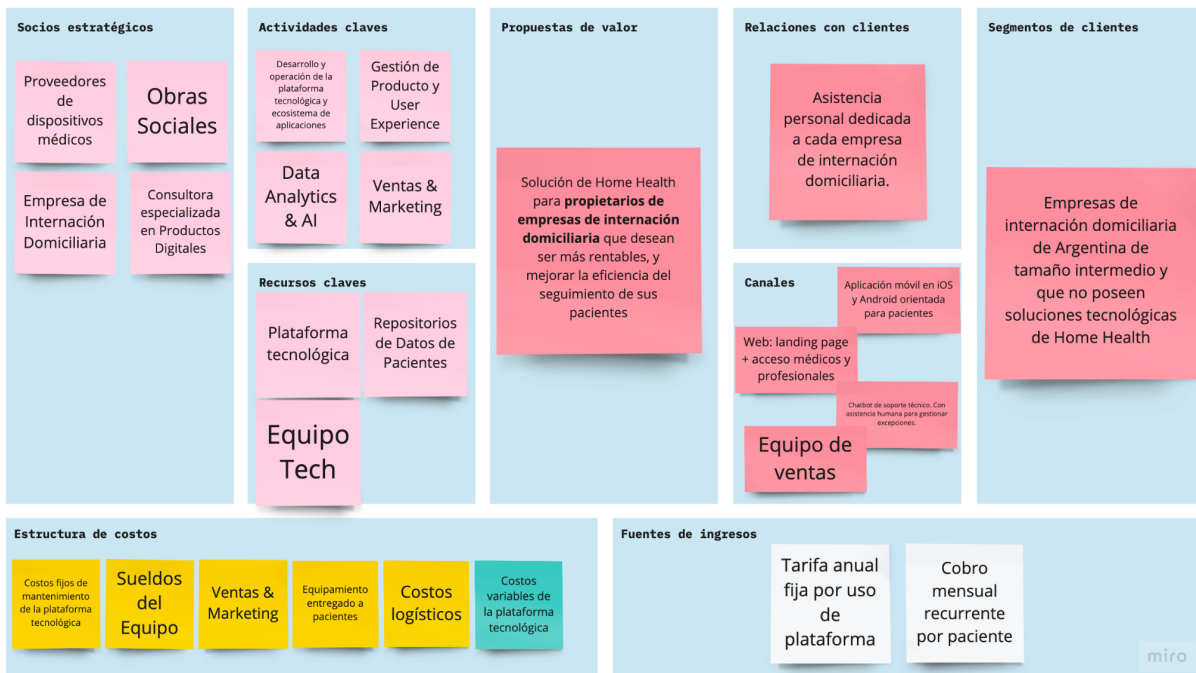 Socios estratégicos
Proveedores
de
dispositivos
médicos
Obras
Sociales
Empresa de
Internación
Domiciliaria
Consultora
especializada
en Productos
Digitales
Actividades claves
Desarrollo y
operación de la
plataforma
tecnológica y
ecosistema de
aplicaciones
Gestión de
Producto y
User
Experience
Data
Analytics
& AI
Ventas &
Marketing
Recursos claves
Plataforma
tecnológica
Repositorios
de Datos de
Pacientes
Equipo
Tech
Propuestas de valor
Solución de Home Health
para propietarios de
empresas de internación
domiciliaria que desean
ser más rentables, y
mejorar la eficiencia del
seguimiento de sus
pacientes
Relaciones con clientes
Asistencia
personal dedicada
a cada empresa
de internación
domiciliaria.
Canales
Aplicación móvil en iOS
y Android orientada
para pacientes
Web: landing page
+ acceso médicos y
profesionales
Chatbot de soporte técnico. Con
asistencia humana para gestionar
excepciones.
Equipo de
ventas
Segmentos de clientes
Empresas de
internación domiciliaria
de Argentina de
tamaño intermedio y
que no poseen
soluciones tecnológicas
de Home Health
Estructura de costos
Costos fijos de
mantenimiento
de la plataforma
tecnológica
Sueldos
del
Equipo
Ventas &
Marketing
Equipamiento
entregado a
pacientes
Costos
logísticos
Costos
variables de
la plataforma
tecnológica
Fuentes de ingresos
Tarifa anual
fija por uso
de
plataforma
Cobro
mensual
recurrente
por paciente
miro